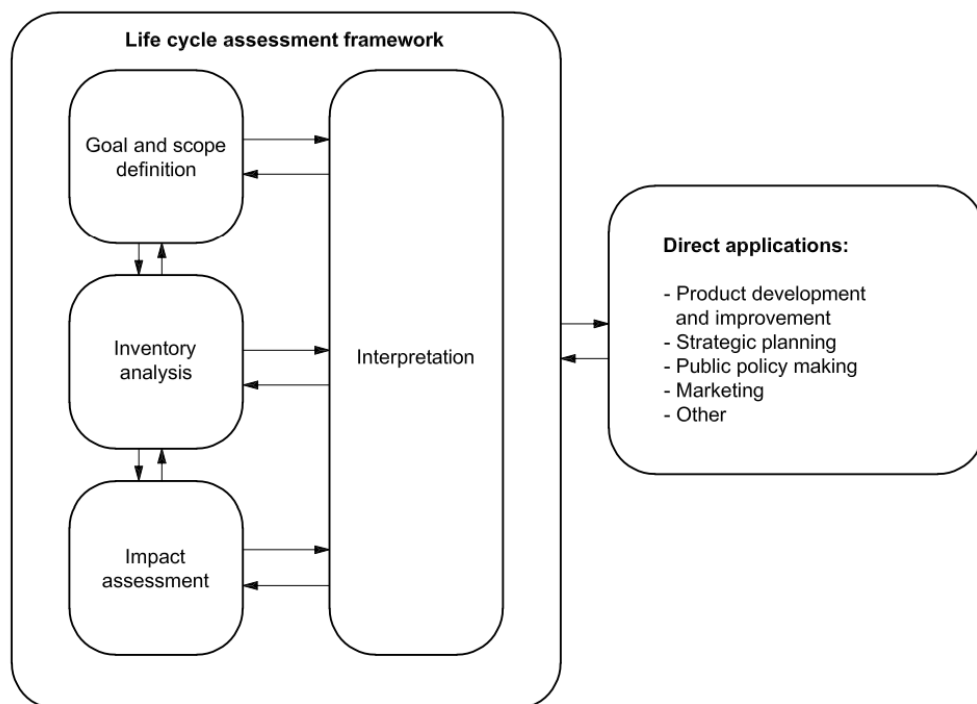 Life cycle assessment framework
Goal and scope
definition
Inventory
analysis
Impact
assessment
Interpretation
Direct applications:
- Product development
and improvement
- Strategic planning
- Public policy making
- Marketing
- Other